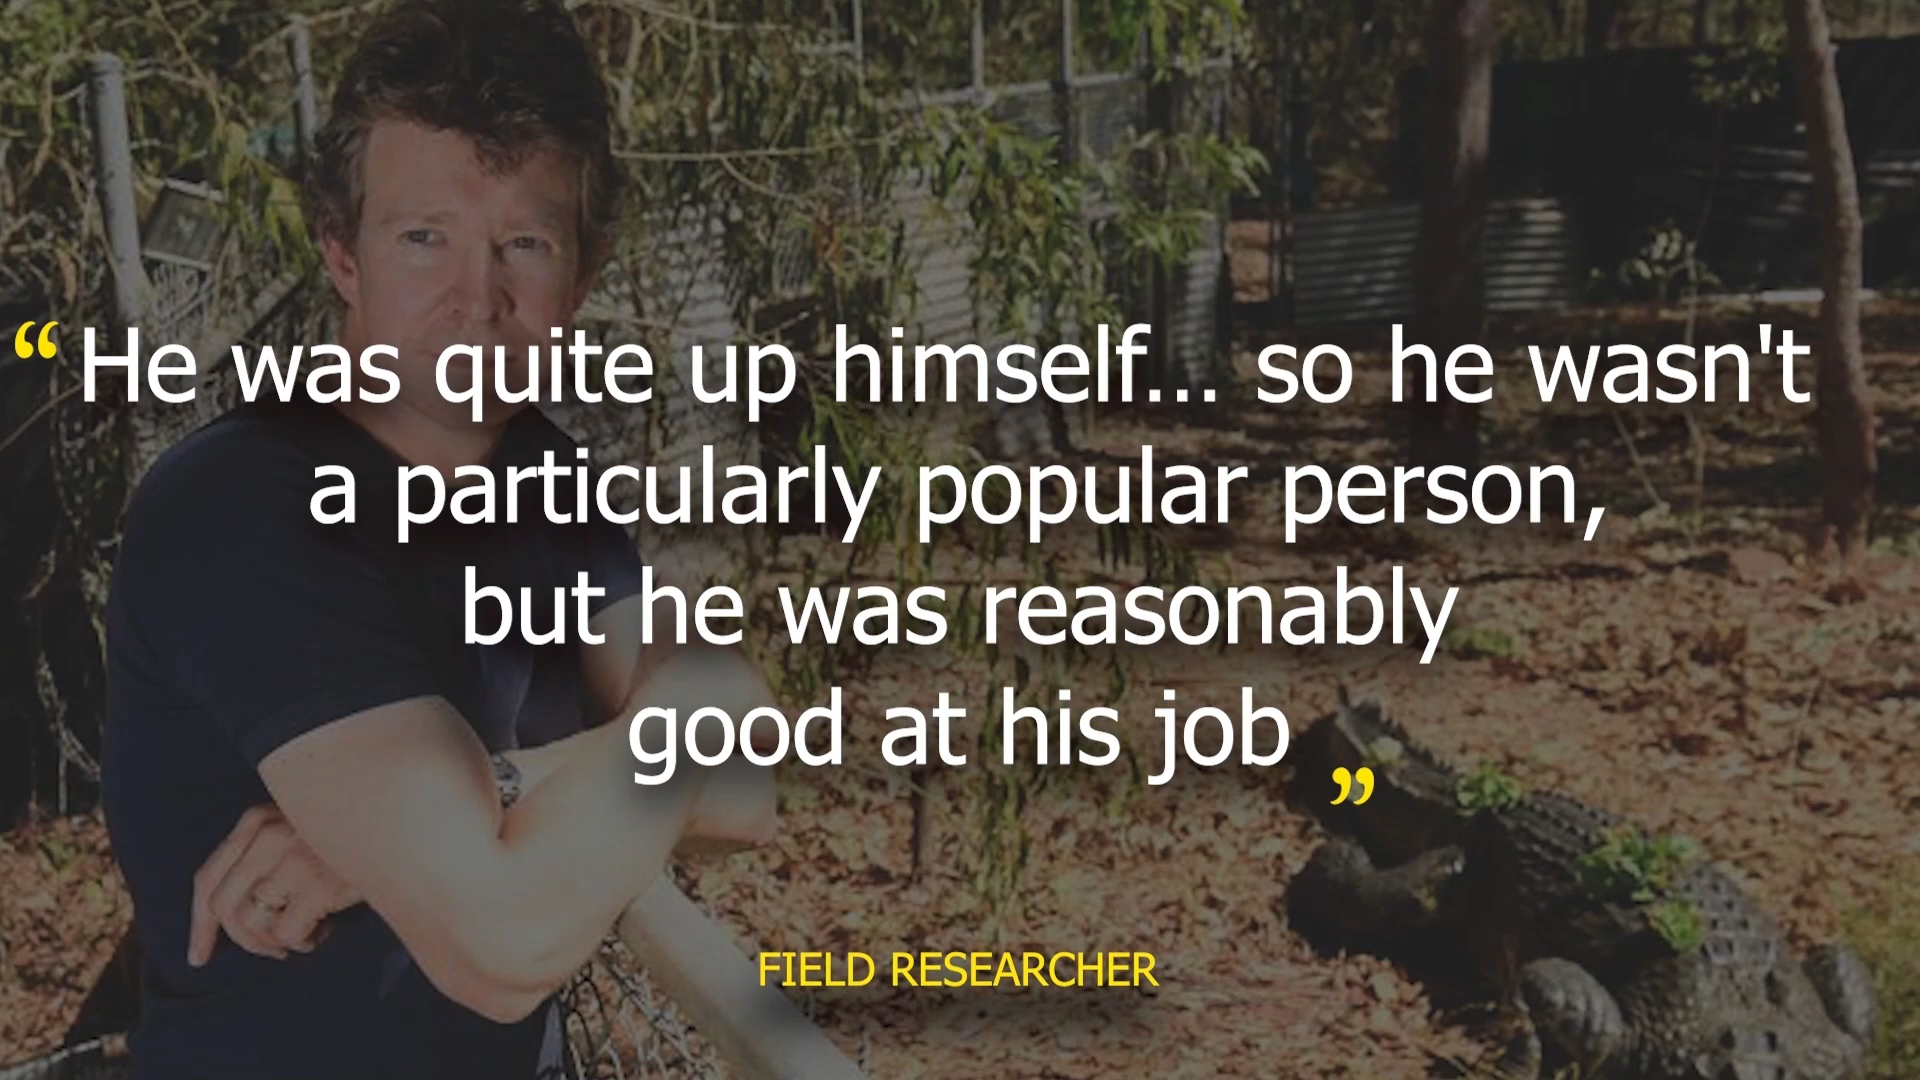 “ He was quite up himself... so he wasn't
a particularly popular person,
but he was reasonably
good at his job ”
FIELD RESEARCHER